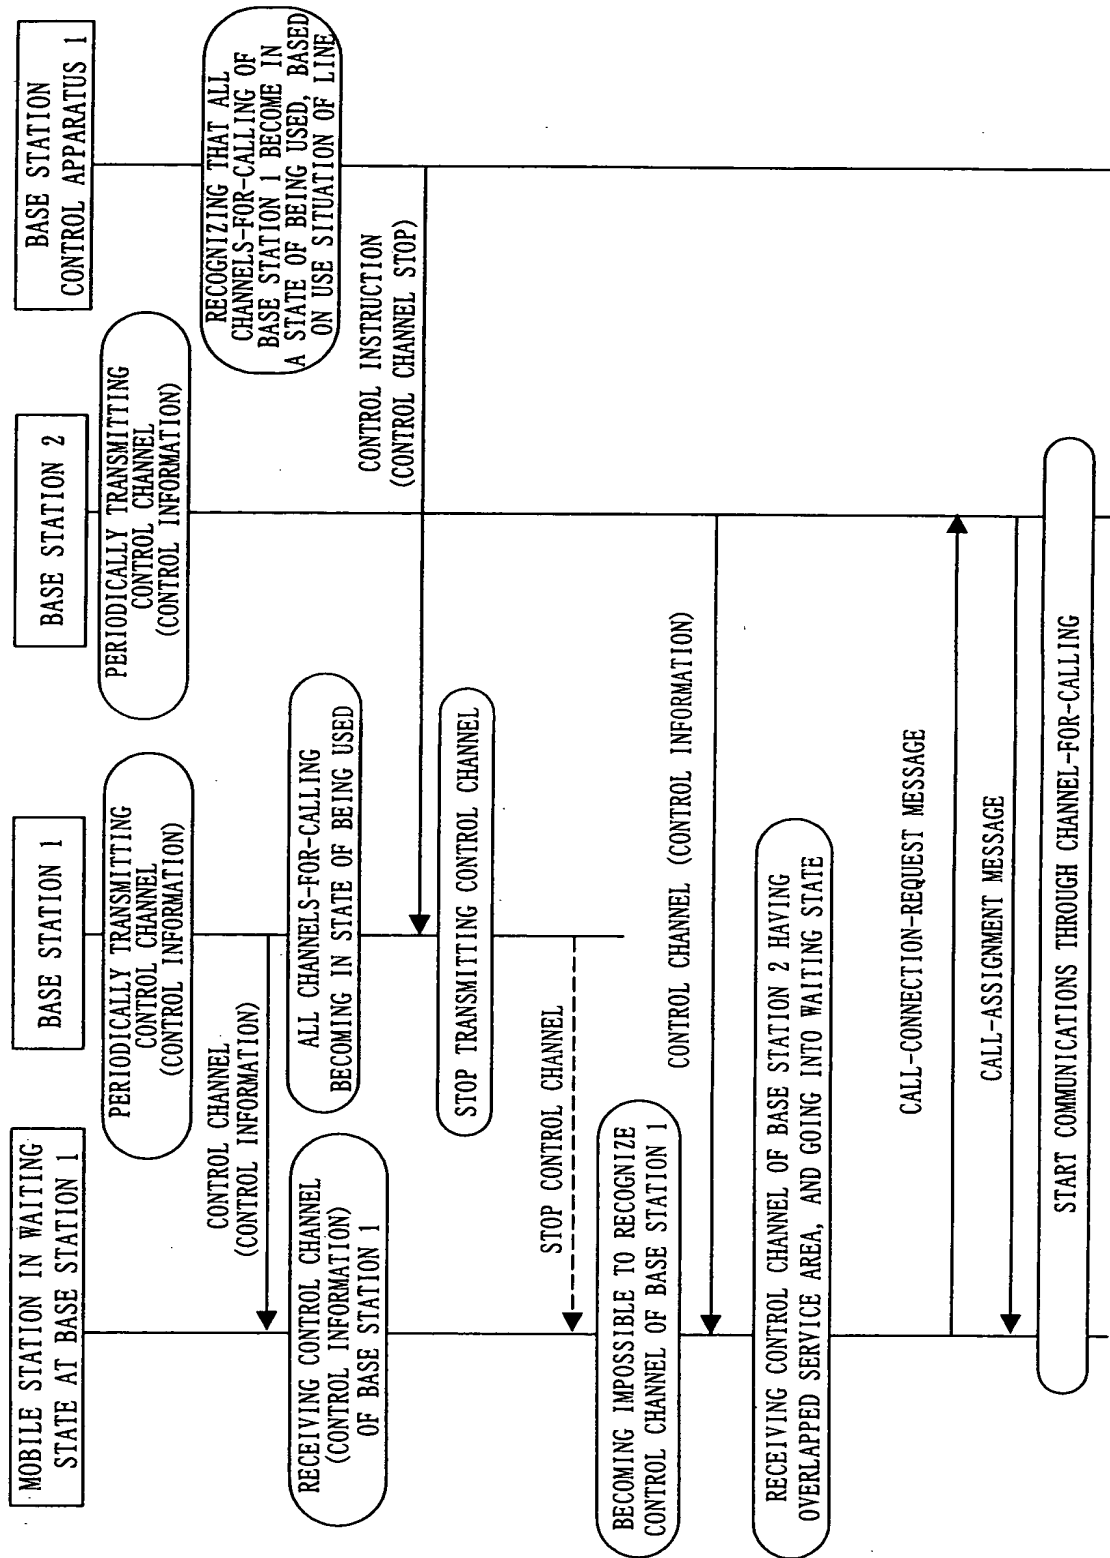 MOBILE STATION IN WAITING
STATE AT BASE STATION 1
BASE STATION 1
BASE STATION 2
BASE STATION
CONTROL APPARATUS 1
PERIODICALLY TRANSMITTING
CONTROL CHANNEL
(CONTROL INFORMATION)
PERIODICALLY TRANSMITTING
CONTROL CHANNEL
(CONTROL INFORMATION)
CONTROL CHANNEL
(CONTROL INFORMATION)
RECOGNIZING THAT ALL
CHANNELS-FOR-CALLING OF
BASE STATION 1 BECOME IN
A STATE OF BEING USED, BASED
ON USE SITUATION OF LINE
RECEIVING CONTROL CHANNEL
(CONTROL INFORMATION)
OF BASE STATION 1
ALL CHANNELS-FOR-CALLING
BECOMING IN STATE OF BEING USED
CONTROL INSTRUCTION
(CONTROL CHANNEL STOP)
STOP TRANSMITTING CONTROL CHANNEL
STOP CONTROL CHANNEL
BECOMING IMPOSSIBLE TO RECOGNIZE
CONTROL CHANNEL OF BASE STATION 1
CONTROL CHANNEL (CONTROL INFORMATION)
RECEIVING CONTROL CHANNEL OF BASE STATION 2 HAVING
OVERLAPPED SERVICE AREA, AND GOING INTO WAITING STATE
CALL-CONNECTION-REQUEST MESSAGE
CALL-ASSIGNMENT MESSAGE
START COMMUNICATIONS THROUGH CHANNEL-FOR-CALLING